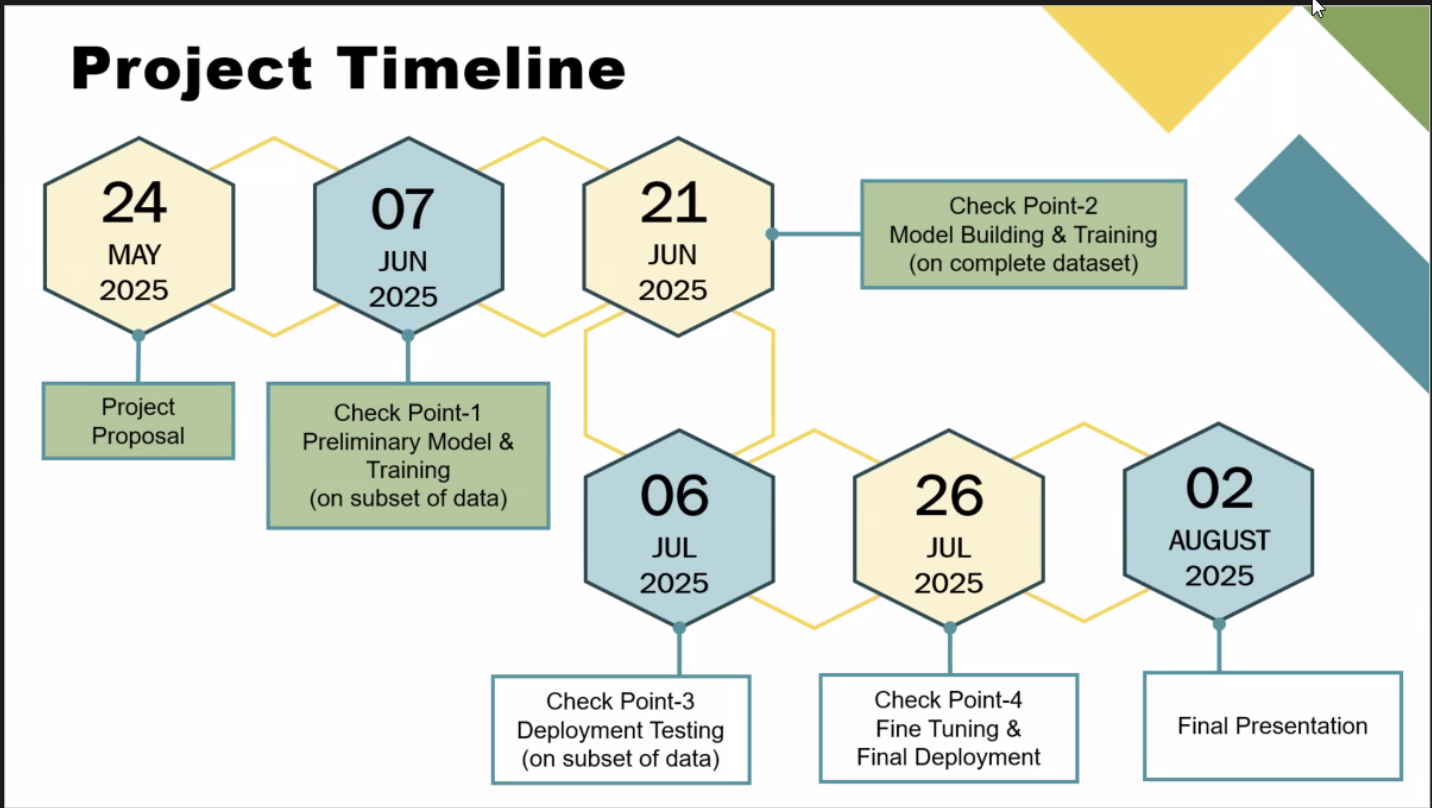 Project Timeline
24
MAY
2025
Project
Proposal
07
JUN
2025
Check Point-1
Preliminary Model &
Training
(on subset of data)
21
JUN
2025
Check Point-2
Model Building & Training
(on complete dataset)
06
JUL
2025
Check Point-3
Deployment Testing
(on subset of data)
26
JUL
2025
Check Point-4
Fine Tuning &
Final Deployment
02
AUGUST
2025
Final Presentation